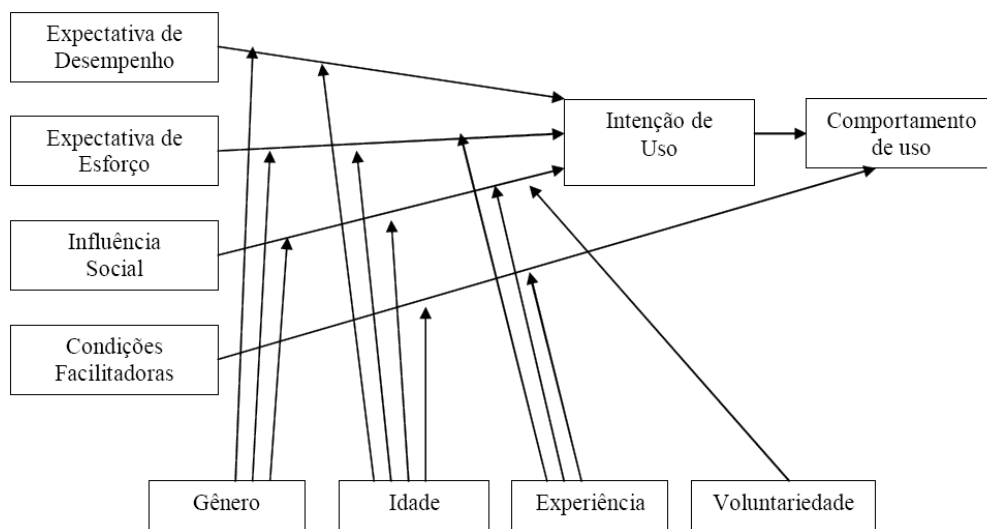 Expectativa de
Desempenho
Expectativa de
Esforço
Influência
Social
Condições
Facilitadoras
Intenção de
Uso
Comportamento
de uso
Gênero
Idade
Experiência
Voluntariedade